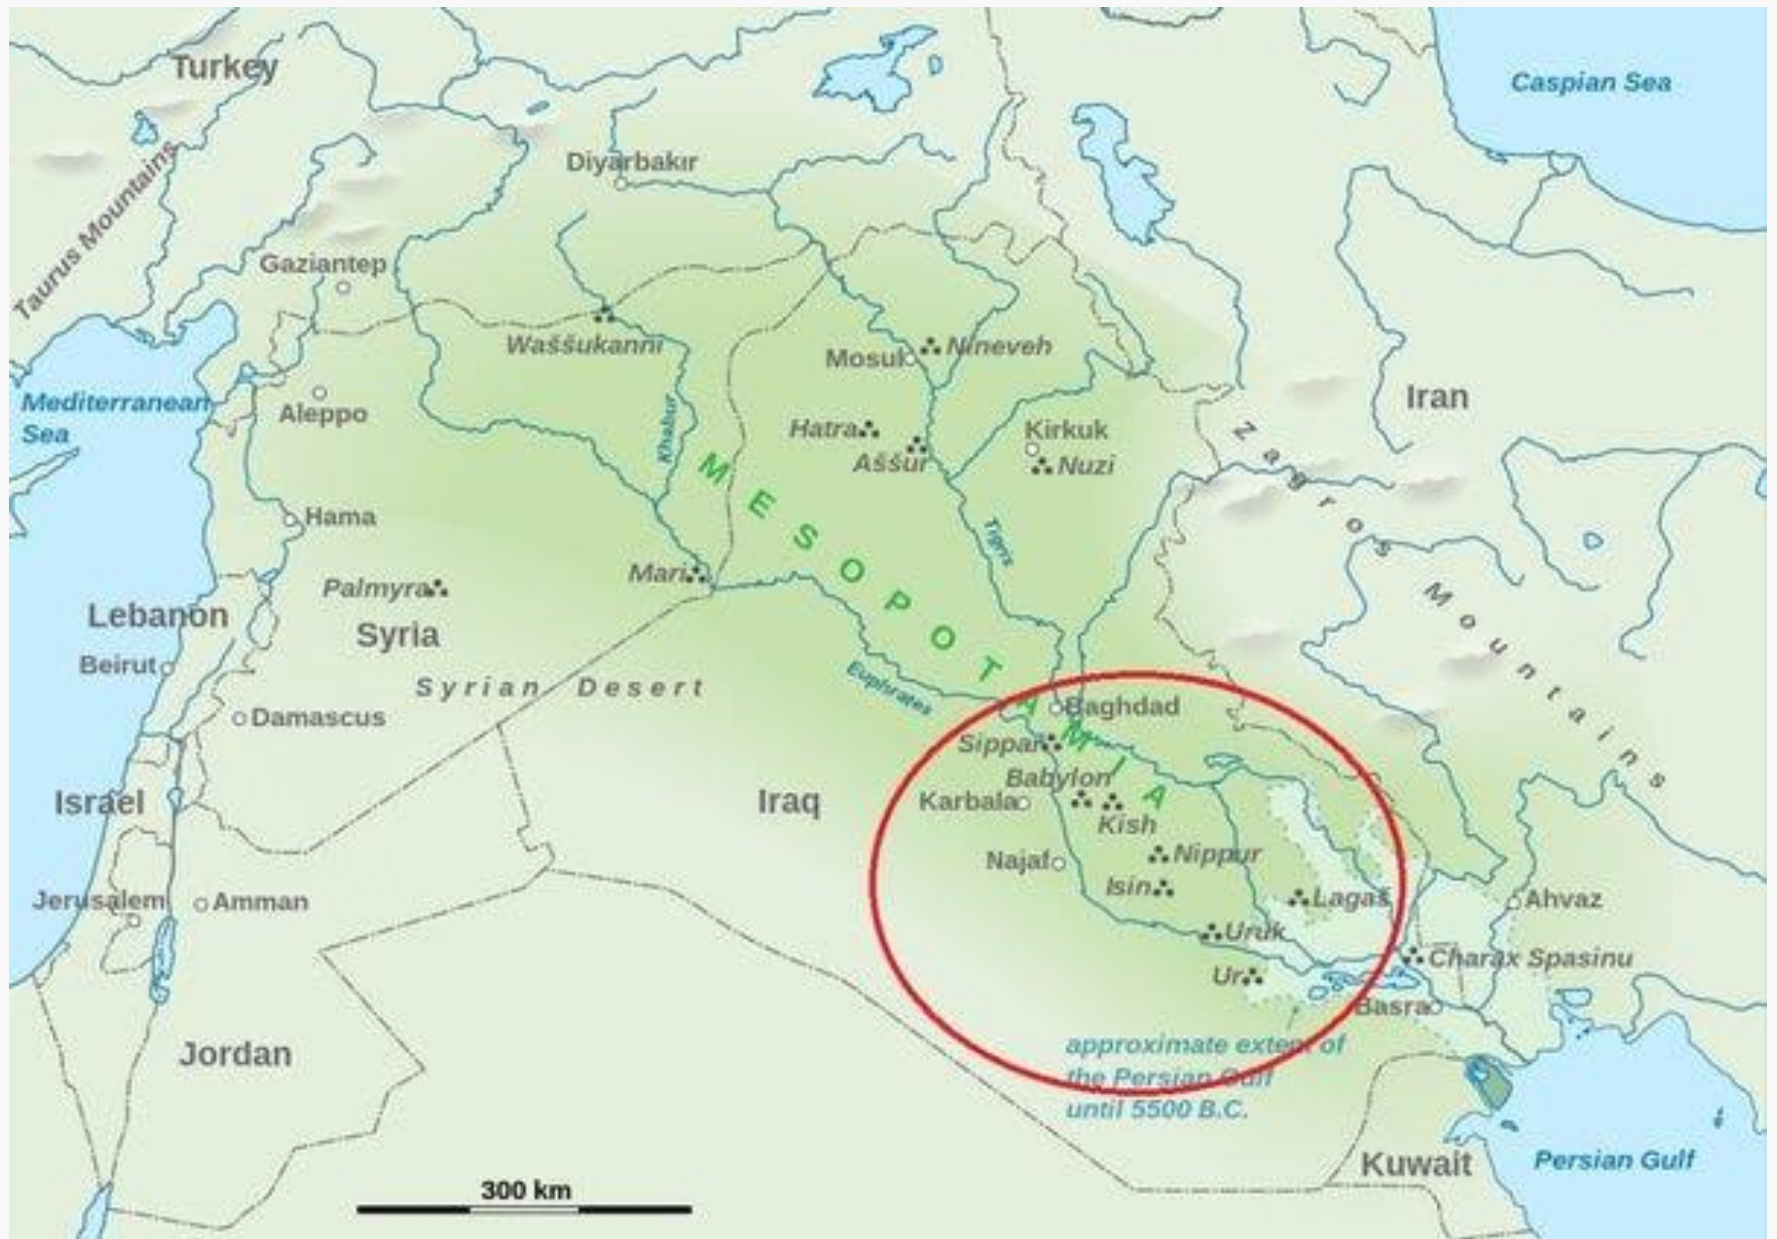 Turkey
Caspian Sea
Diyarbakır
Taurus Mountains
Gaziantep
Waššukanni
Mosul
Nineveh
Mediterranean
Sea
Aleppo
Khabur
Hatra
Aššur
Kirkuk
Nuzi
Iran
Zagros Mountains
MESOPOTAMIA
Hama
Tigris
Mari
Palmyra
Lebanon
Syria
Beirut
Syrian Desert
Euphrates
Damascus
Baghdad
Sippar
Babylon
Israel
Iraq
Karbala
Kish
Najaf
Nippur
Isin
Lagaš
Jerusalem
Amman
Ahvaz
Uruk
Charax Spasinu
Ur
Basra
Jordan
approximate extent of
the Persian Gulf
until 5500 B.C.
Kuwait
Persian Gulf
300 km